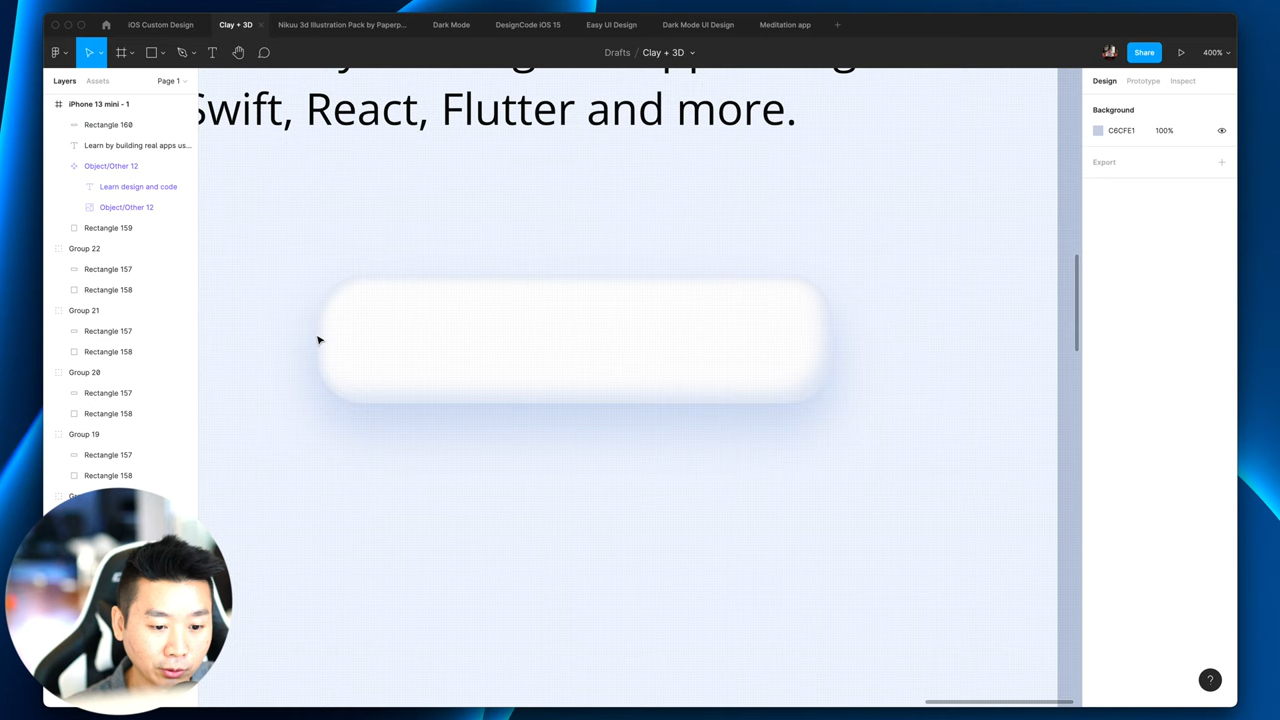 iOS Custom Design
Clay + 3D
Nikuu 3d Illustration Pack by Paperp...
Dark Mode
DesignCode iOS 15
Easy UI Design
Dark Mode UI Design
Meditation app
Drafts / Clay + 3D
Share
400%
Layers
Assets
Page 1
Design
Prototype
Inspect
iPhone 13 mini - 1
Rectangle 160
Learn by building real apps us...
Object/Other 12
Learn design and code
Object/Other 12
Rectangle 159
Group 22
Rectangle 157
Rectangle 158
Group 21
Rectangle 157
Rectangle 158
Group 20
Rectangle 157
Rectangle 158
Group 19
Rectangle 157
Rectangle 158
Swift, React, Flutter and more.
Background
C6CFE1 100%
Export
?